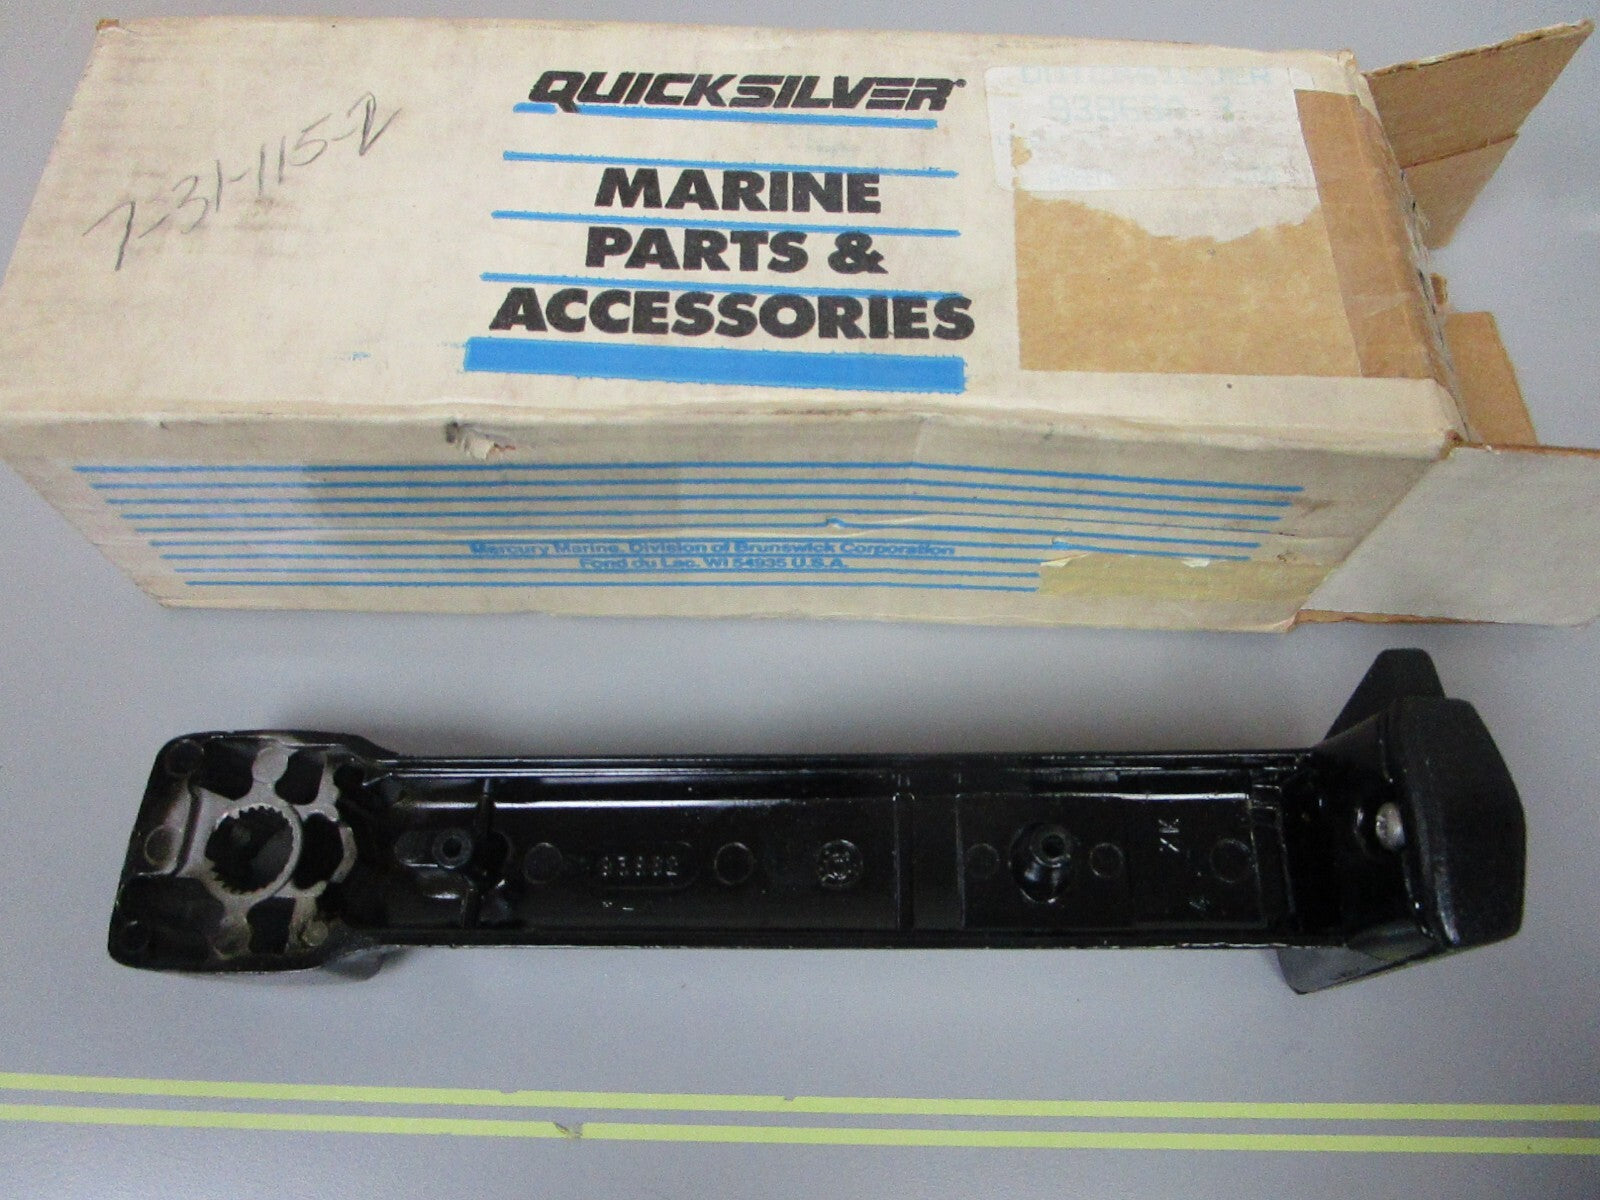 7-31-115-2
QUICKSILVER
MARINE
PARTS &
ACCESSORIES
Mercury Marine, Division of Brunswick Corporation
Fond du Lac, WI 54935 U.S.A.
XK